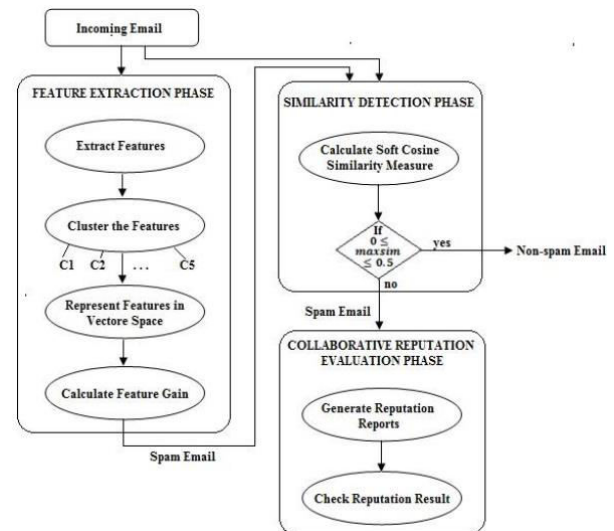 Incoming Email
FEATURE EXTRACTION PHASE
Extract Features
Cluster the Features
C1 C2 ... C5
Represent Features in
Vectore Space
Calculate Feature Gain
Spam Email
SIMILARITY DETECTION PHASE
Calculate Soft Cosine
Similarity Measure
If
0 ≤
maxsim
≤ 0.5
yes
Non-spam Email
no
Spam Email
COLLABORATIVE REPUTATION
EVALUATION PHASE
Generate Reputation
Reports
Check Reputation Result